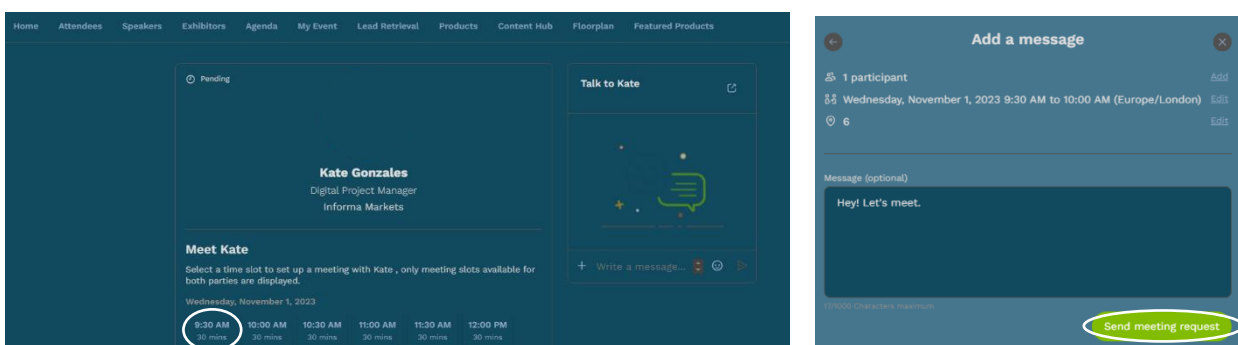 Home Attendees Speakers Exhibitors Agenda My Event Lead Retrieval Products Content Hub Floorplan Featured Products
Pending
Kate Gonzales
Digital Project Manager
Informa Markets
Meet Kate
Select a time slot to set up a meeting with Kate , only meeting slots available for
both parties are displayed.
Wednesday, November 1, 2023
9:30 AM 10:00 AM 10:30 AM 11:00 AM 11:30 AM 12:00 PM
30 mins 30 mins 30 mins 30 mins 30 mins 30 mins
Talk to Kate
Write a message...
Add a message
1 participant Add
Wednesday, November 1, 2023 9:30 AM to 10:00 AM (Europe/London) Edit
6 Edit
Message (optional)
Hey! Let's meet.
17/1000 Characters maximum
Send meeting request